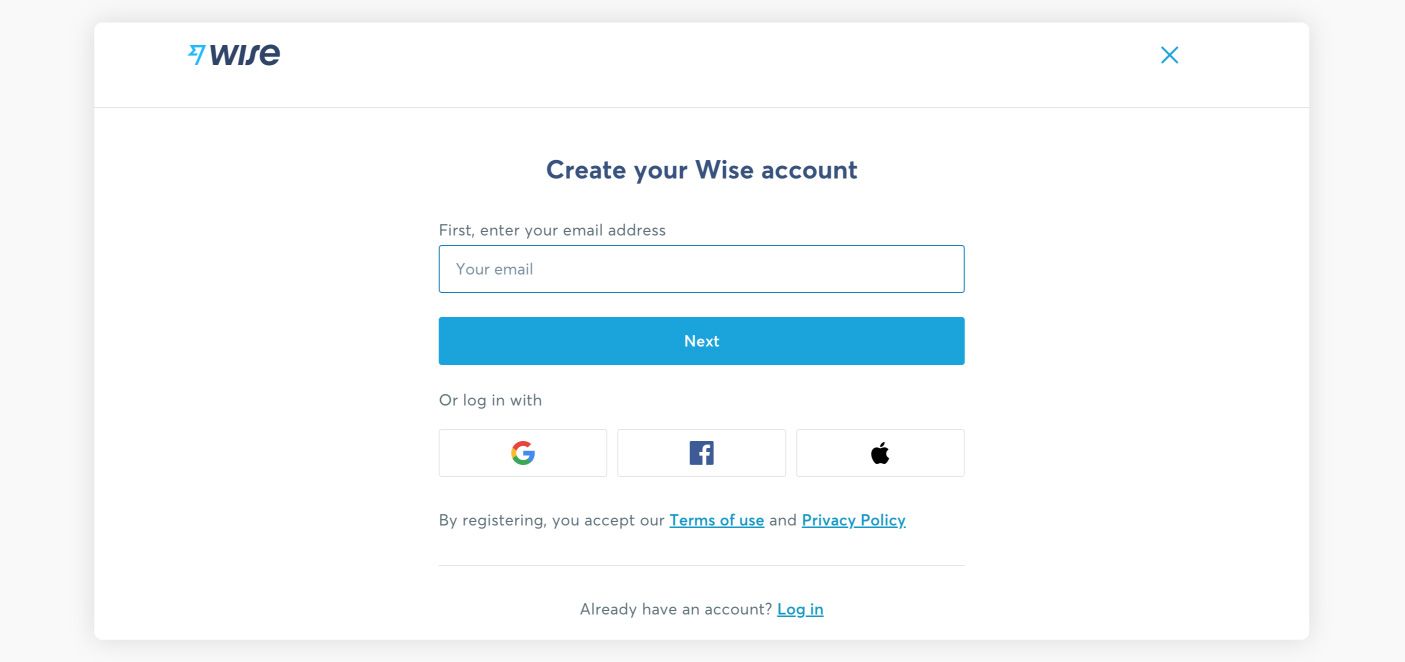 wise
Create your Wise account
First, enter your email address
Your email
Next
Or log in with
By registering, you accept our Terms of use and Privacy Policy
Already have an account? Log in